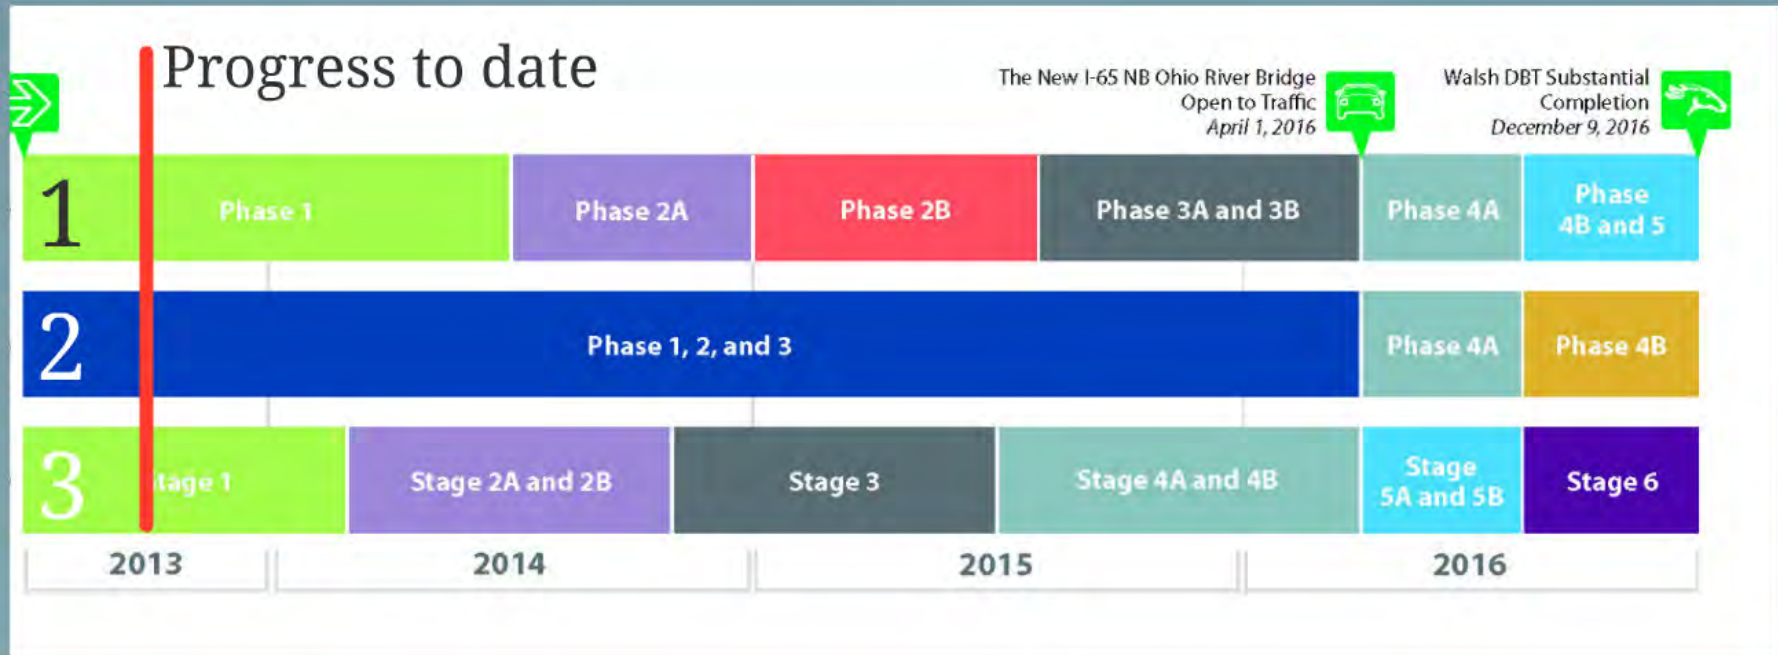 Progress to date
The New I-65 NB Ohio River Bridge
Open to Traffic
April 1, 2016
Walsh DBT Substantial
Completion
December 9, 2016
1
Phase 1
Phase 2A
Phase 2B
Phase 3A and 3B
Phase 4A
Phase
4B and 5
2
Phase 1, 2, and 3
Phase 4A
Phase 4B
3
tage 1
Stage 2A and 2B
Stage 3
Stage 4A and 4B
Stage
5A and 5B
Stage 6
2013
2014
2015
2016